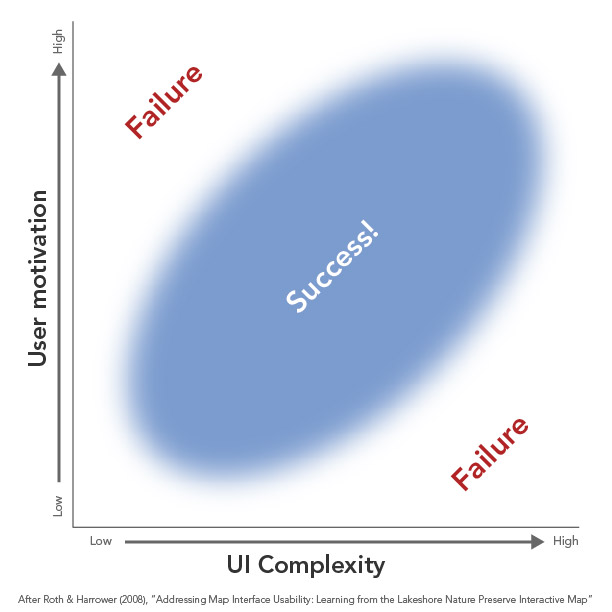 High
Failure
User motivation
Success!
Failure
Low
Low
High
UI Complexity
After Roth & Harrower (2008), "Addressing Map Interface Usability: Learning from the Lakeshore Nature Preserve Interactive Map"